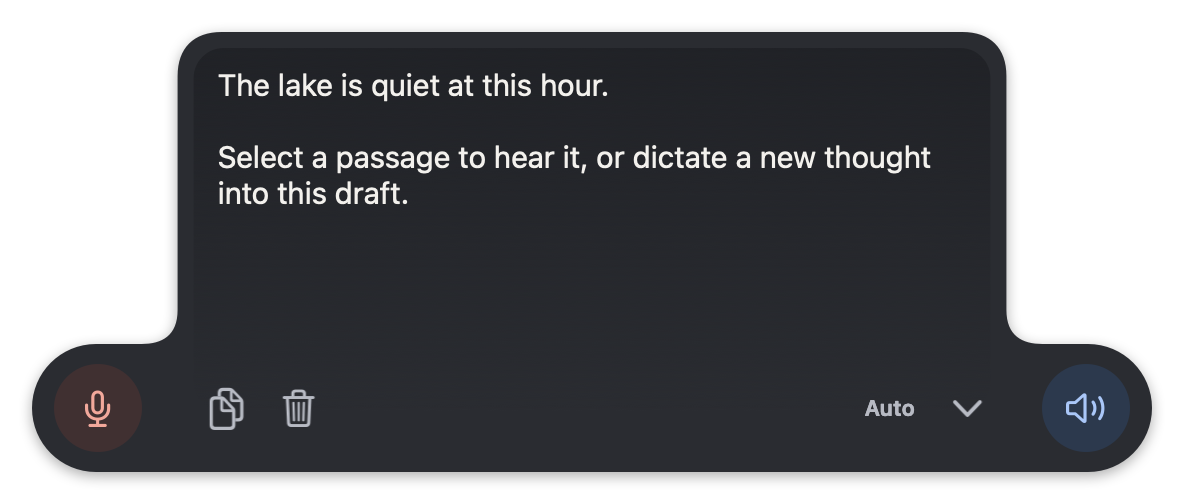 The lake is quiet at this hour.
Select a passage to hear it, or dictate a new thought
into this draft.
Auto